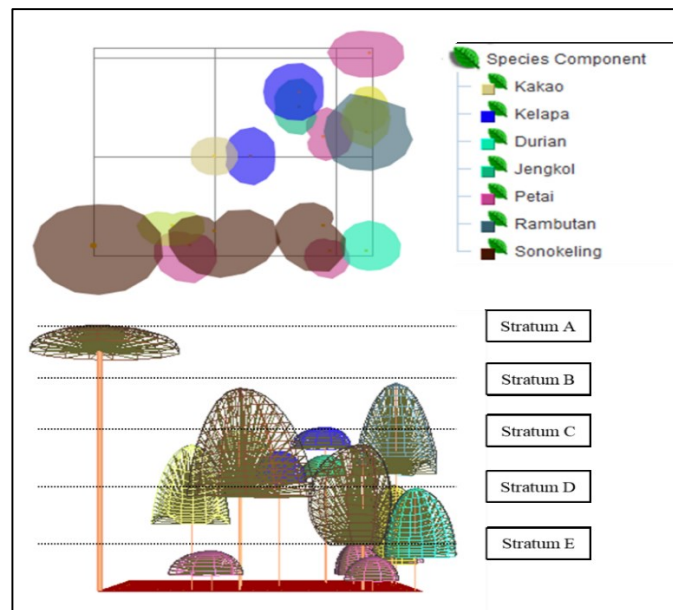 Species Component
Kakao
Kelapa
Durian
Jengkol
Petai
Rambutan
Sonokeling
Stratum A
Stratum B
Stratum C
Stratum D
Stratum E